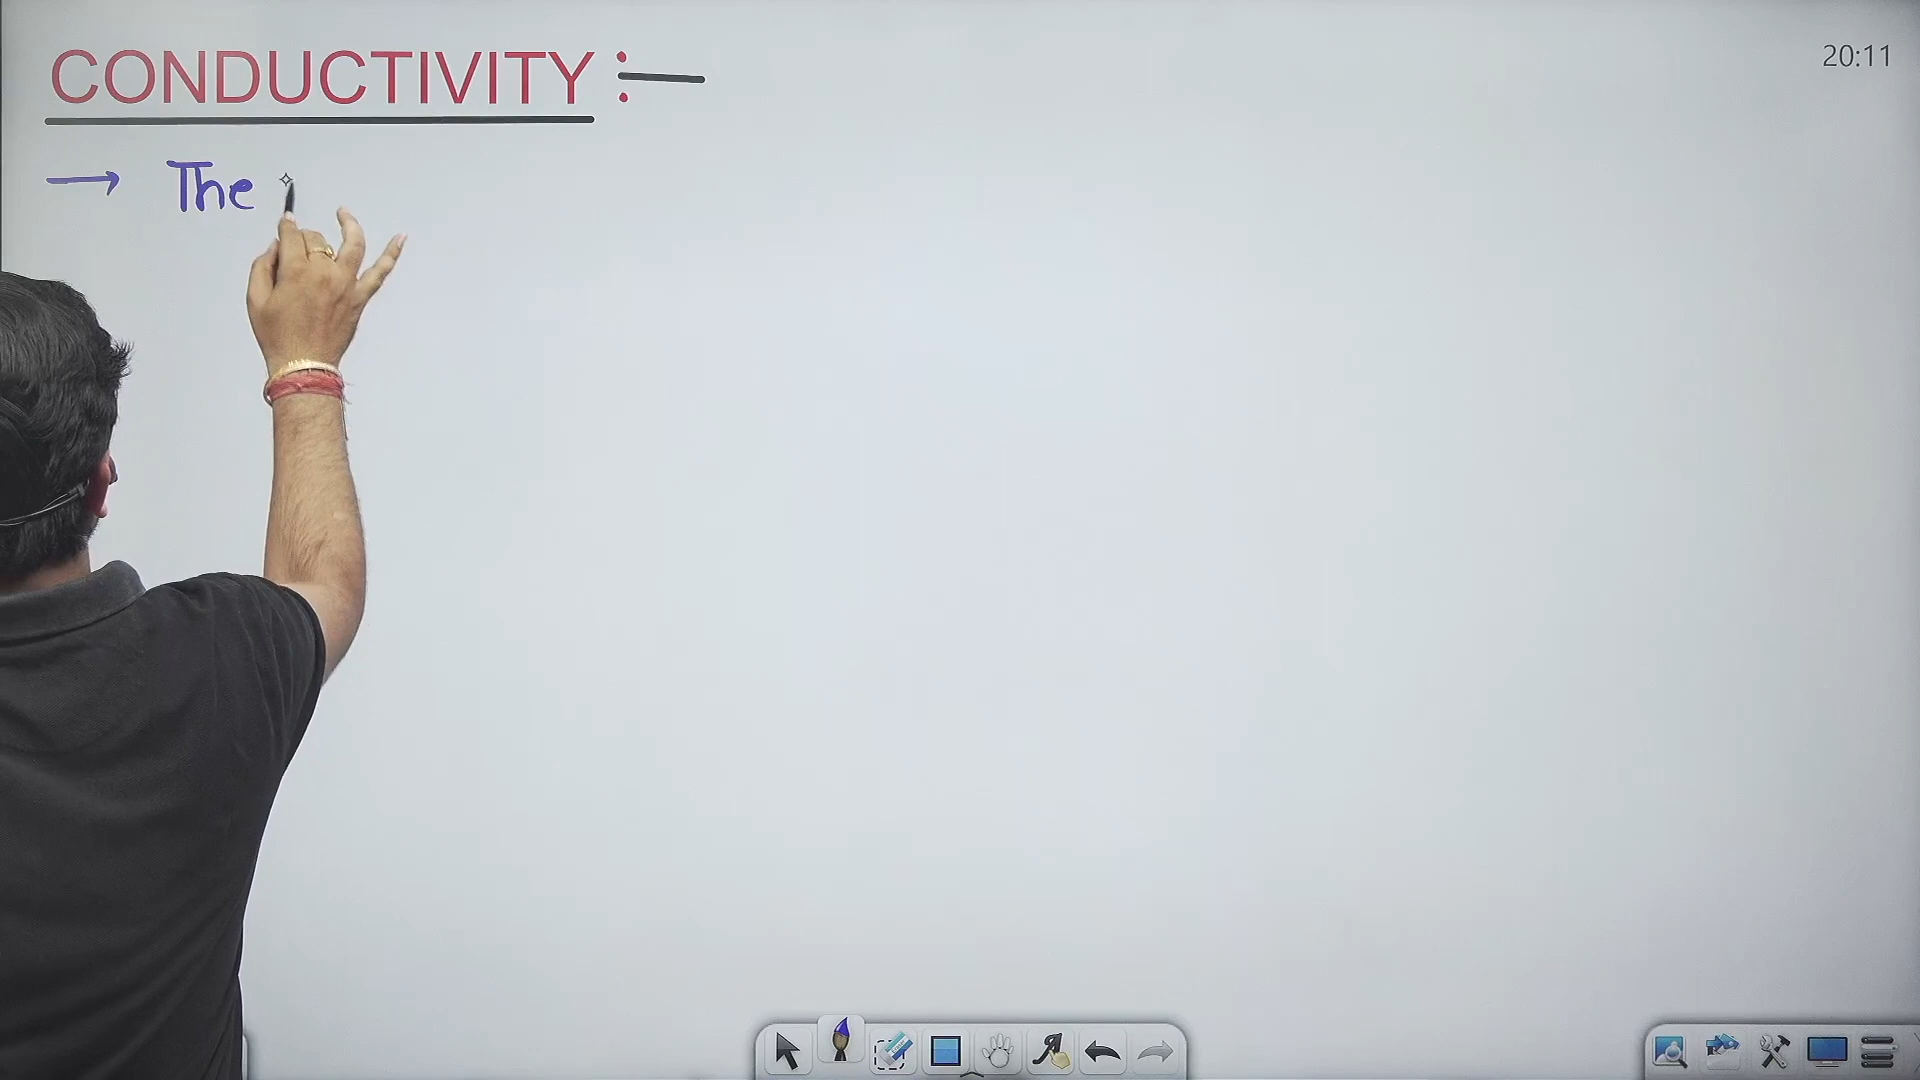 CONDUCTIVITY :—
20:11
→ The